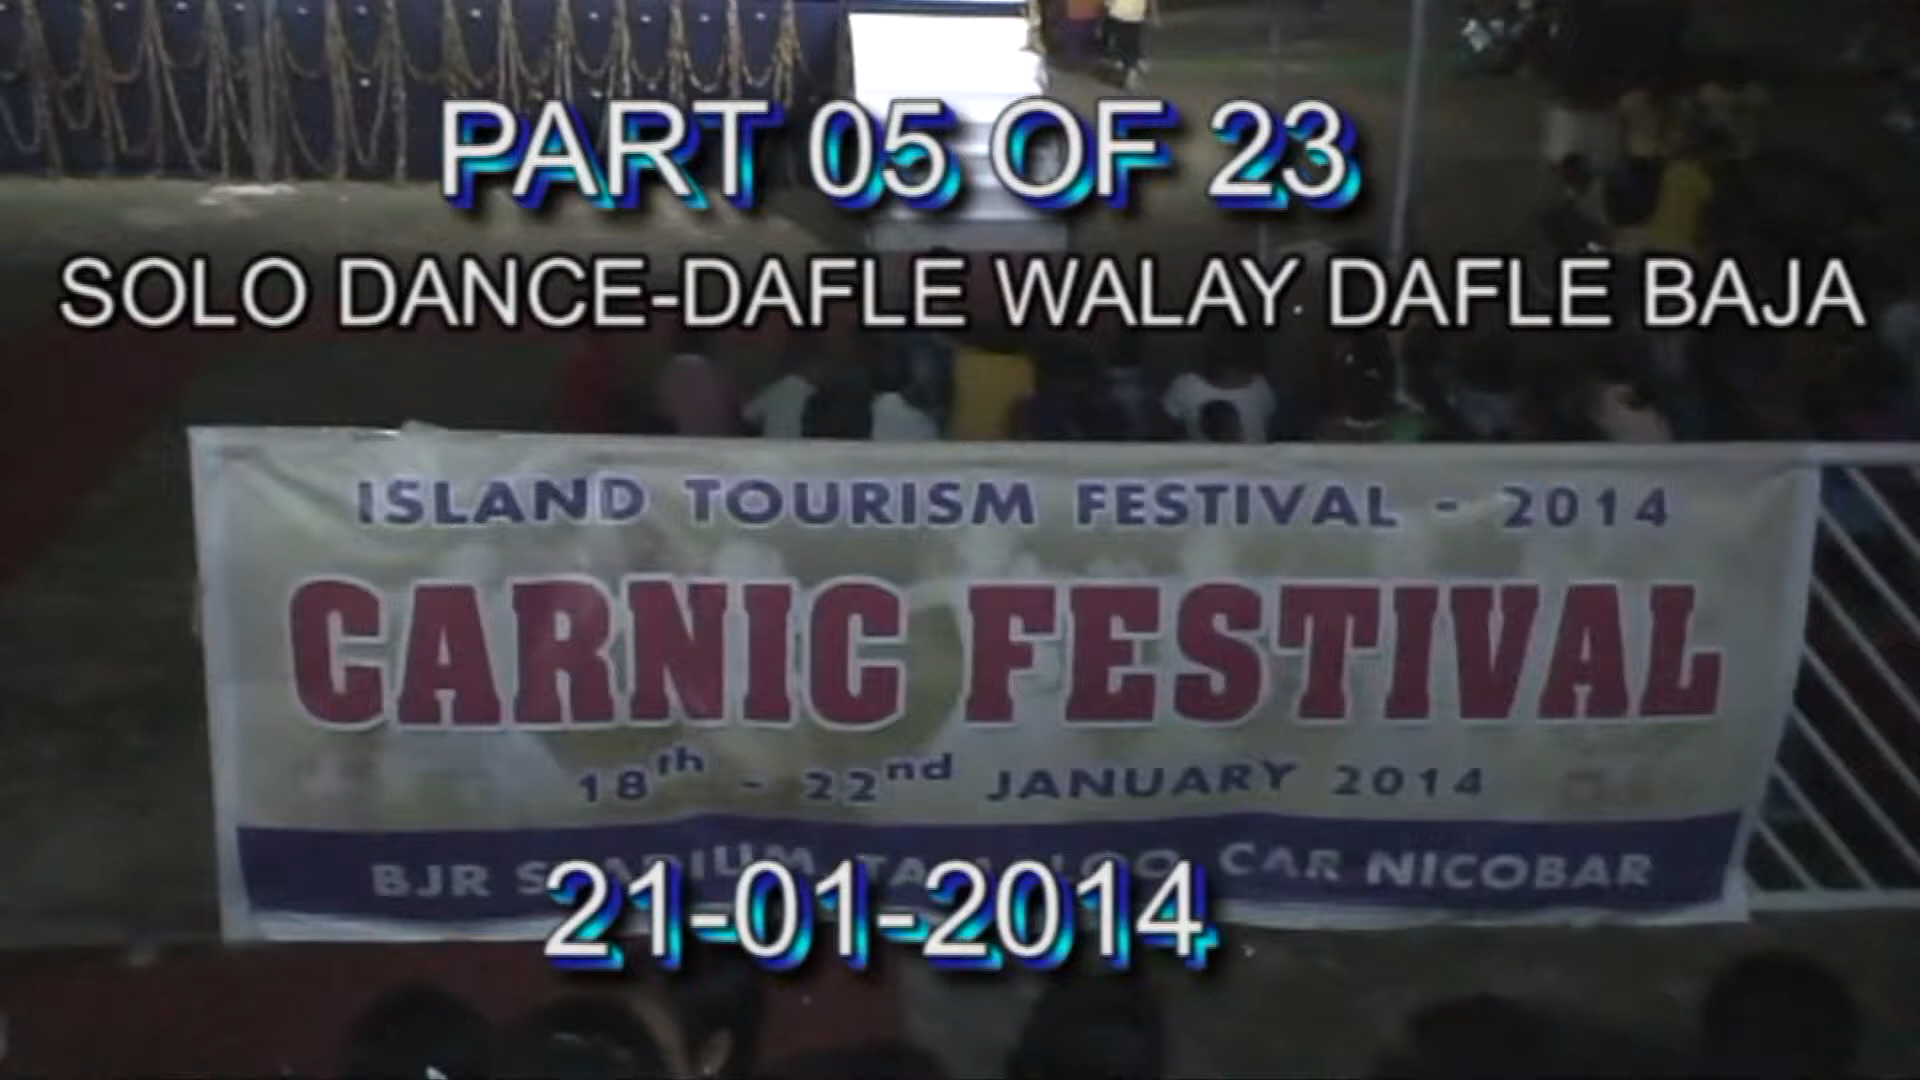 PART 05 OF 23
SOLO DANCE-DAFLE WALAY DAFLE BAJA
ISLAND TOURISM FESTIVAL - 2014
CARNIC FESTIVAL
18th - 22nd JANUARY 2014
BJR CAR NICOBAR
21-01-2014